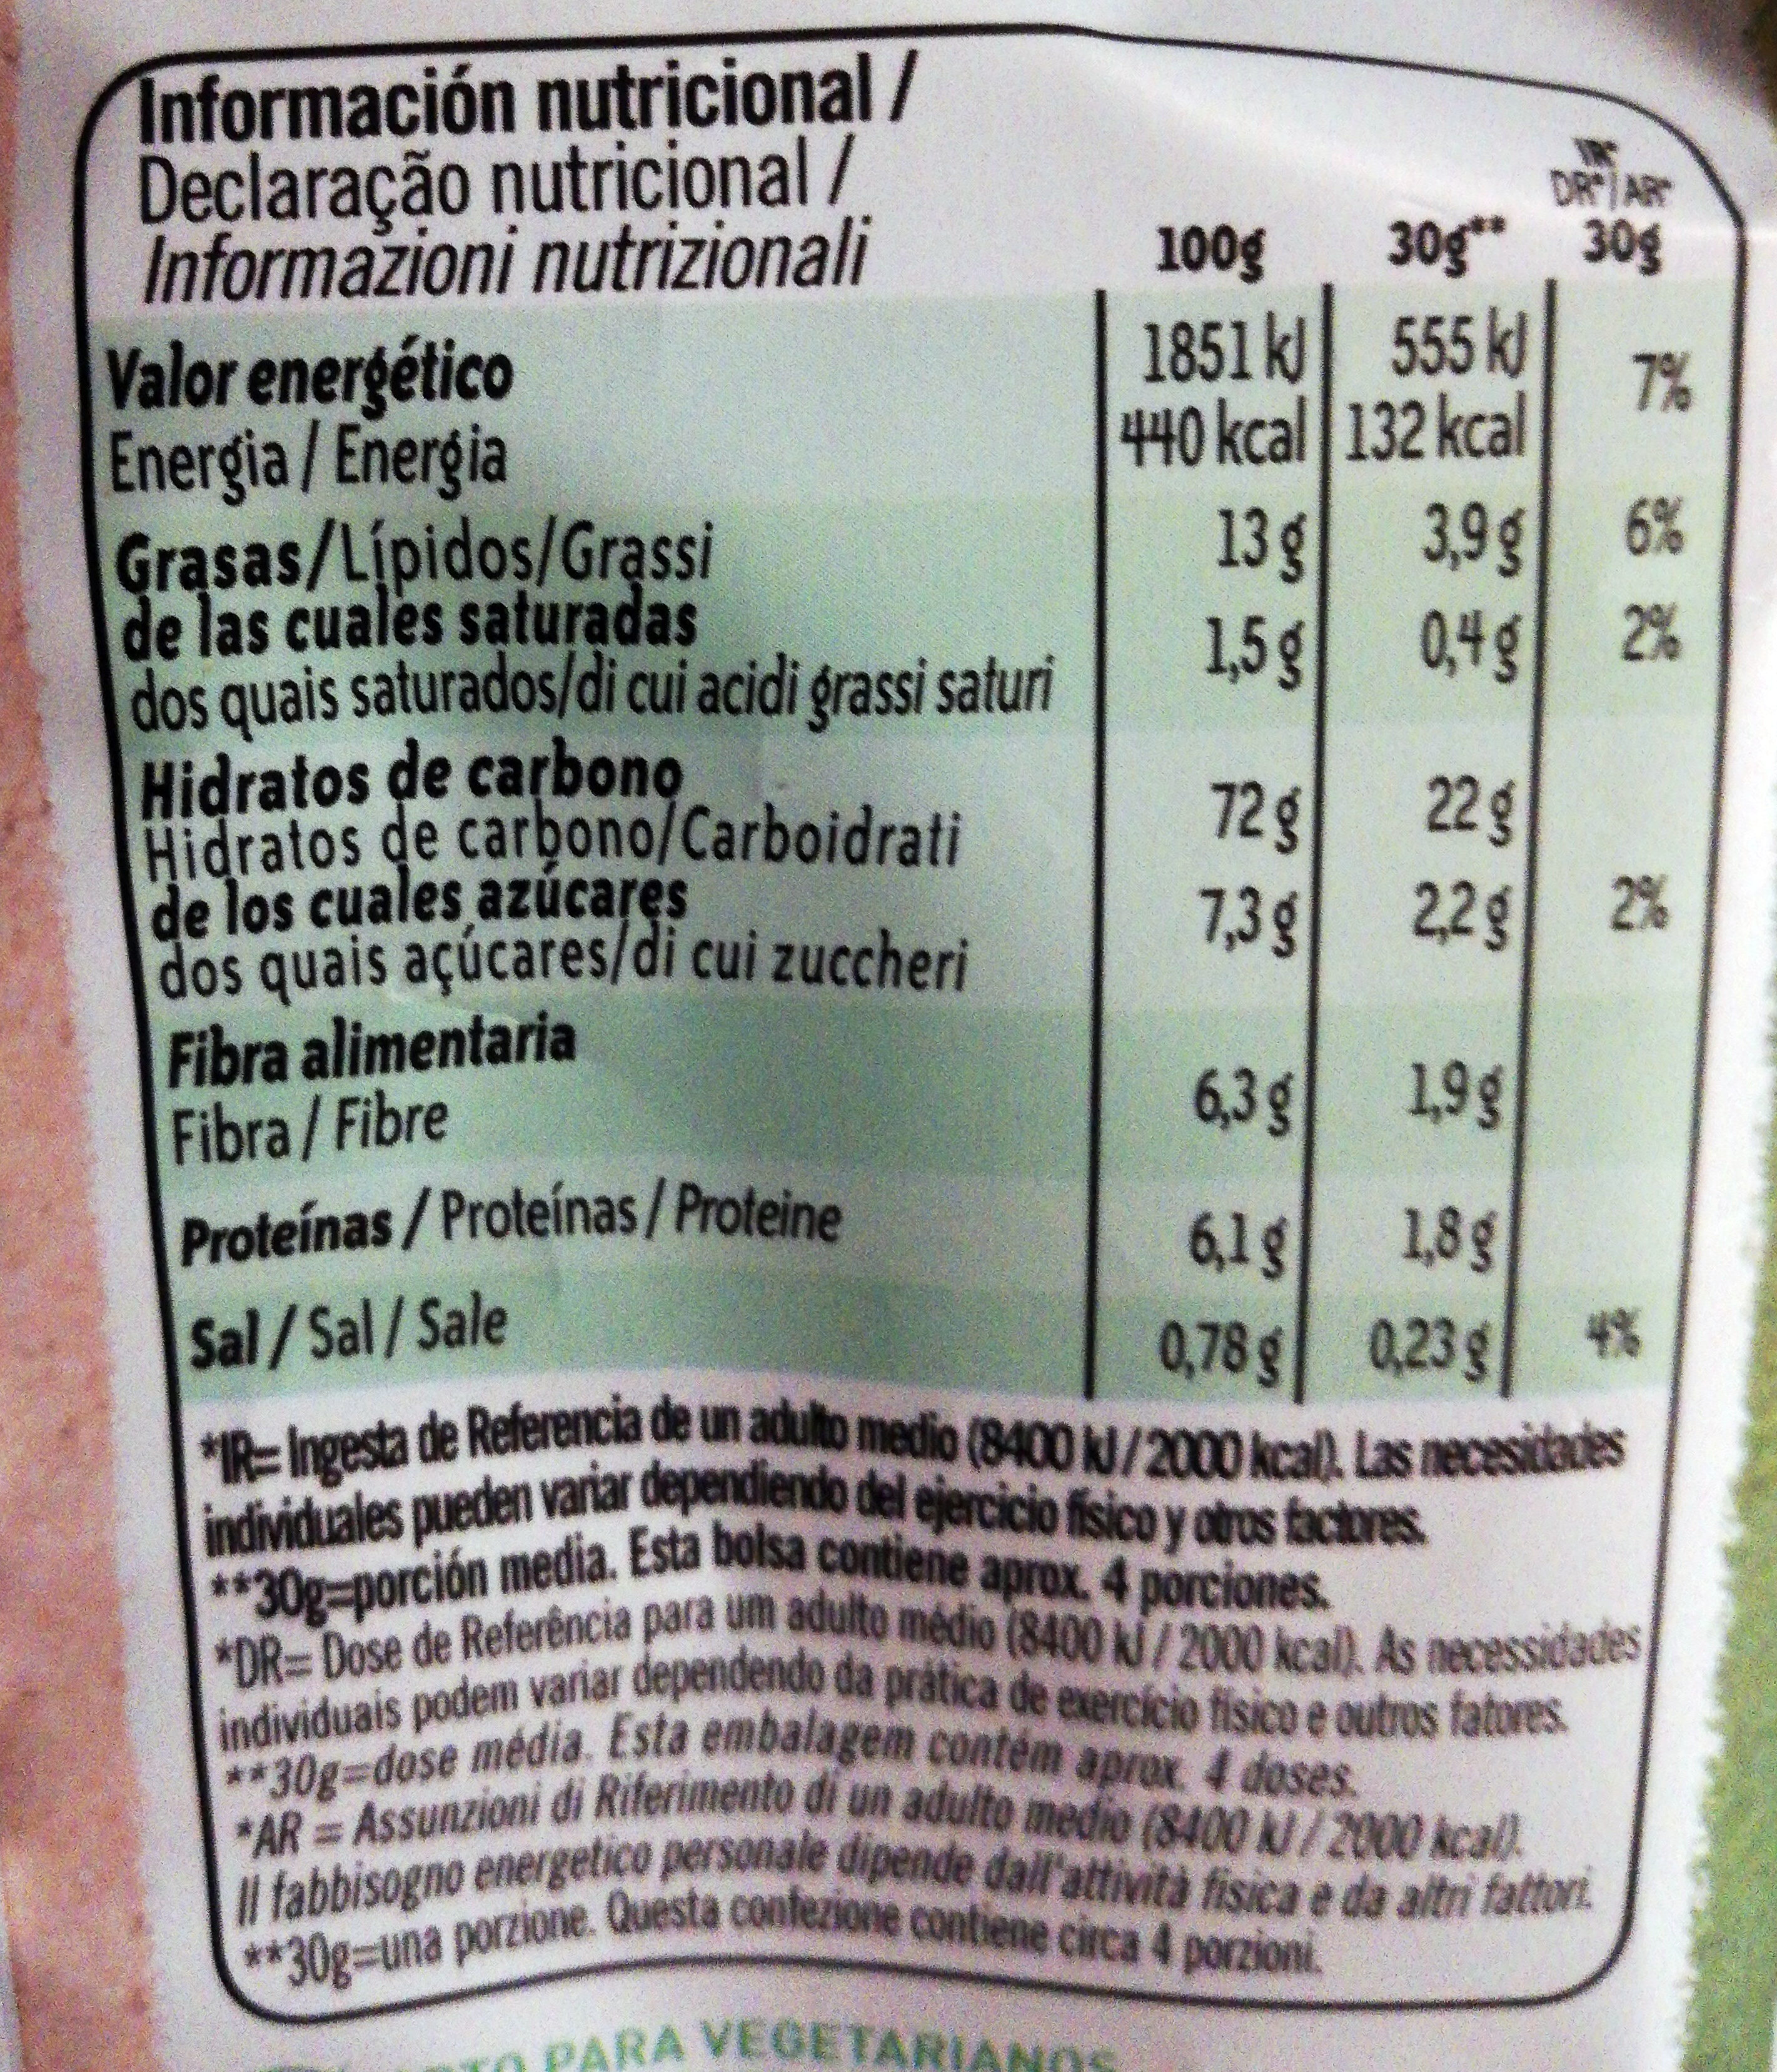 Información nutricional /
Declaração nutricional /
Informazioni nutrizionali
IR*
DR*/AR*
100g 30g** 30g
Valor energético 1851 kJ 555 kJ 7%
Energia / Energia 440 kcal 132 kcal
Grasas/Lípidos/Grassi 13 g 3,9 g 6%
de las cuales saturadas 1,5 g 0,4 g 2%
dos quais saturados/di cui acidi grassi saturi
Hidratos de carbono 72 g 22 g
Hidratos de carbono/Carboidrati
de los cuales azúcares 7,3 g 2,2 g 2%
dos quais açúcares/di cui zuccheri
Fibra alimentaria 6,3 g 1,9 g
Fibra / Fibre
Proteínas / Proteínas / Proteine 6,1 g 1,8 g
Sal / Sal / Sale 0,78 g 0,23 g 4%
*IR= Ingesta de Referencia de un adulto medio (8400 kJ / 2000 kcal). Las necesidades
individuales pueden variar dependiendo del ejercicio físico y otros factores.
**30g=porción media. Esta bolsa contiene aprox. 4 porciones.
*DR= Dose de Referência para um adulto médio (8400 kJ / 2000 kcal). As necessidades
individuais podem variar dependendo da prática de exercício físico e outros fatores.
**30g=dose média. Esta embalagem contém aprox. 4 doses.
*AR = Assunzioni di Riferimento di un adulto medio (8400 kJ / 2000 kcal).
Il fabbisogno energetico personale dipende dall'attività fisica e da altri fattori.
**30g=una porzione. Questa confezione contiene circa 4 porzioni.
PARA VEGETARIANOS